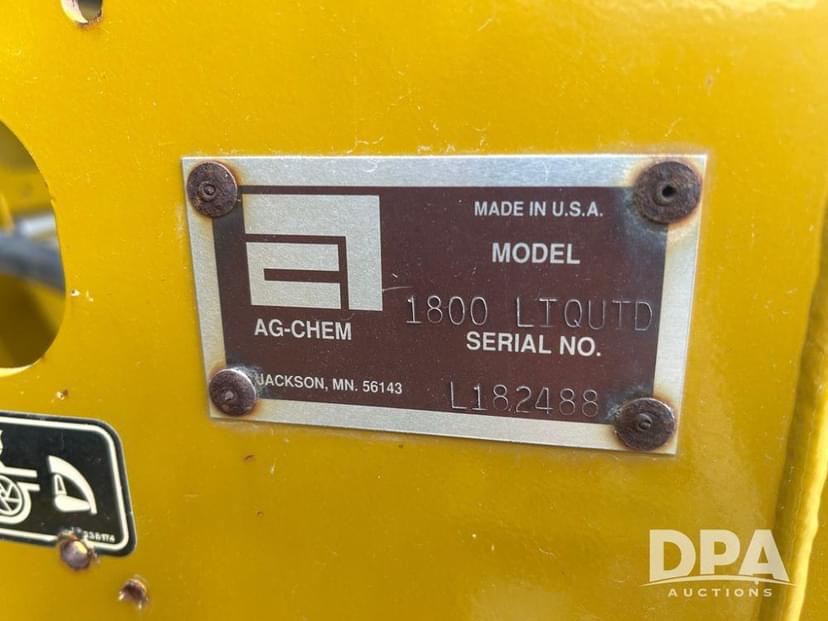 MADE IN U.S.A.
MODEL
1800 LIQUID
AG-CHEM
SERIAL NO.
JACKSON, MN. 56143
L182488
DPA
AUCTIONS